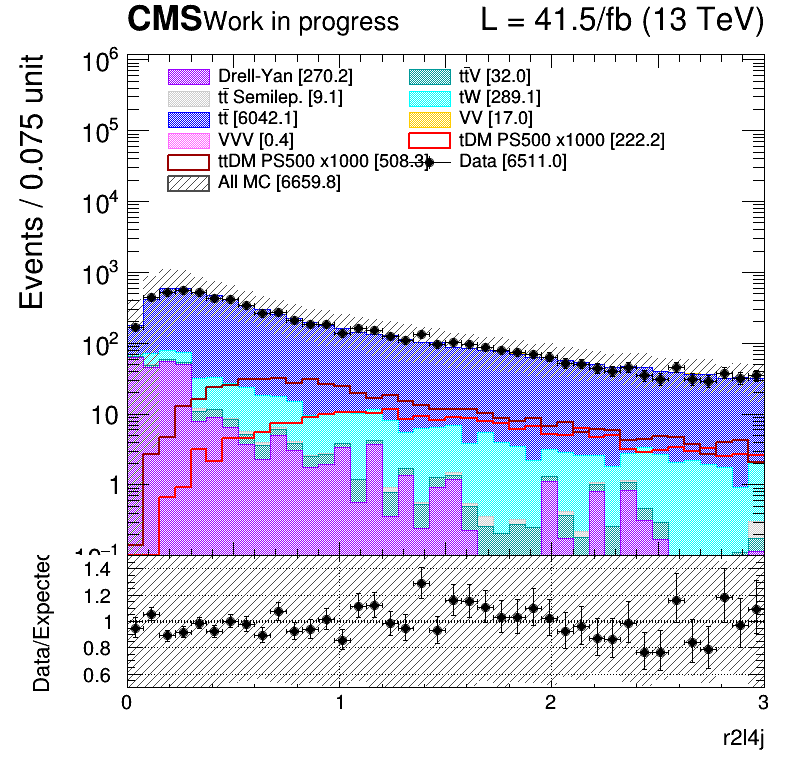 CMS Work in progress L = 41.5/fb (13 TeV)
Events / 0.075 unit
10⁶
10⁵
10⁴
10³
10²
10
1
10⁻¹
Drell-Yan [270.2]
tt̄V [32.0]
tt̄ Semilep. [9.1]
tW [289.1]
tt̄ [6042.1]
VV [17.0]
VVV [0.4]
tDM PS500 x1000 [222.2]
ttDM PS500 x1000 [508.3]
Data [6511.0]
All MC [6659.8]
Data/Expected
1.4
1.2
1
0.8
0.6
0 1 2 3
r2l4j